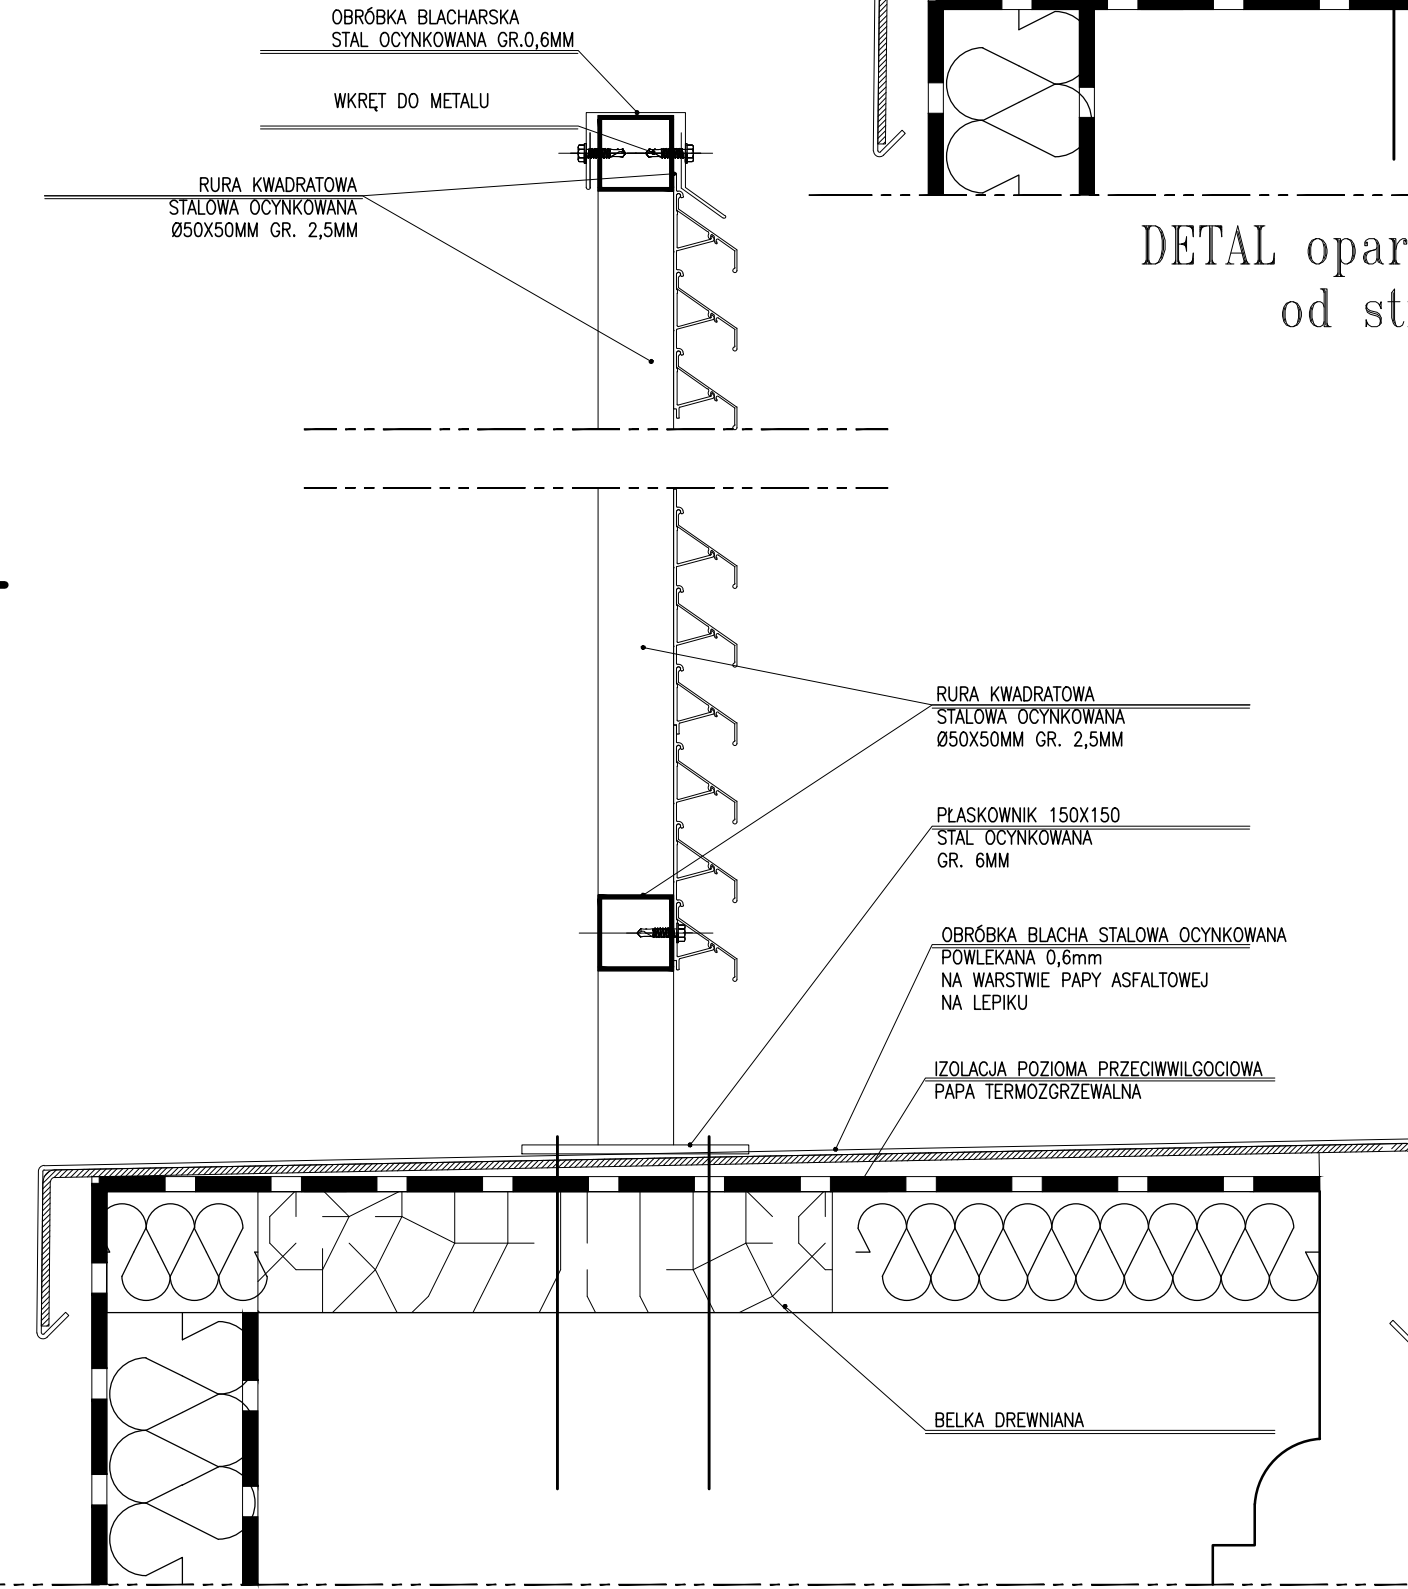 OBRÓBKA BLACHARSKA
STAL OCYNKOWANA GR.0,6MM
WKRĘT DO METALU
RURA KWADRATOWA
STALOWA OCYNKOWANA
Ø50X50MM GR. 2,5MM
DETAL opar
od st
RURA KWADRATOWA
STALOWA OCYNKOWANA
Ø50X50MM GR. 2,5MM
PŁASKOWNIK 150X150
STAL OCYNKOWANA
GR. 6MM
OBRÓBKA BLACHA STALOWA OCYNKOWANA
POWLEKANA 0,6mm
NA WARSTWIE PAPY ASFALTOWEJ
NA LEPIKU
IZOLACJA POZIOMA PRZECIWWILGOCIOWA
PAPA TERMOZGRZEWALNA
BELKA DREWNIANA